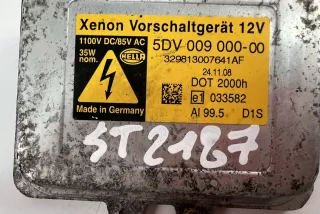 Xenon Vorschaltgerät 12V
1100V DC/85V AC
35W
nom.
HELLA
5DV 009 000-00
329813007641AF
24.11.08
DOT 2000h
e1 033582
Made in Germany
Al 99.5 D1S
ST2187